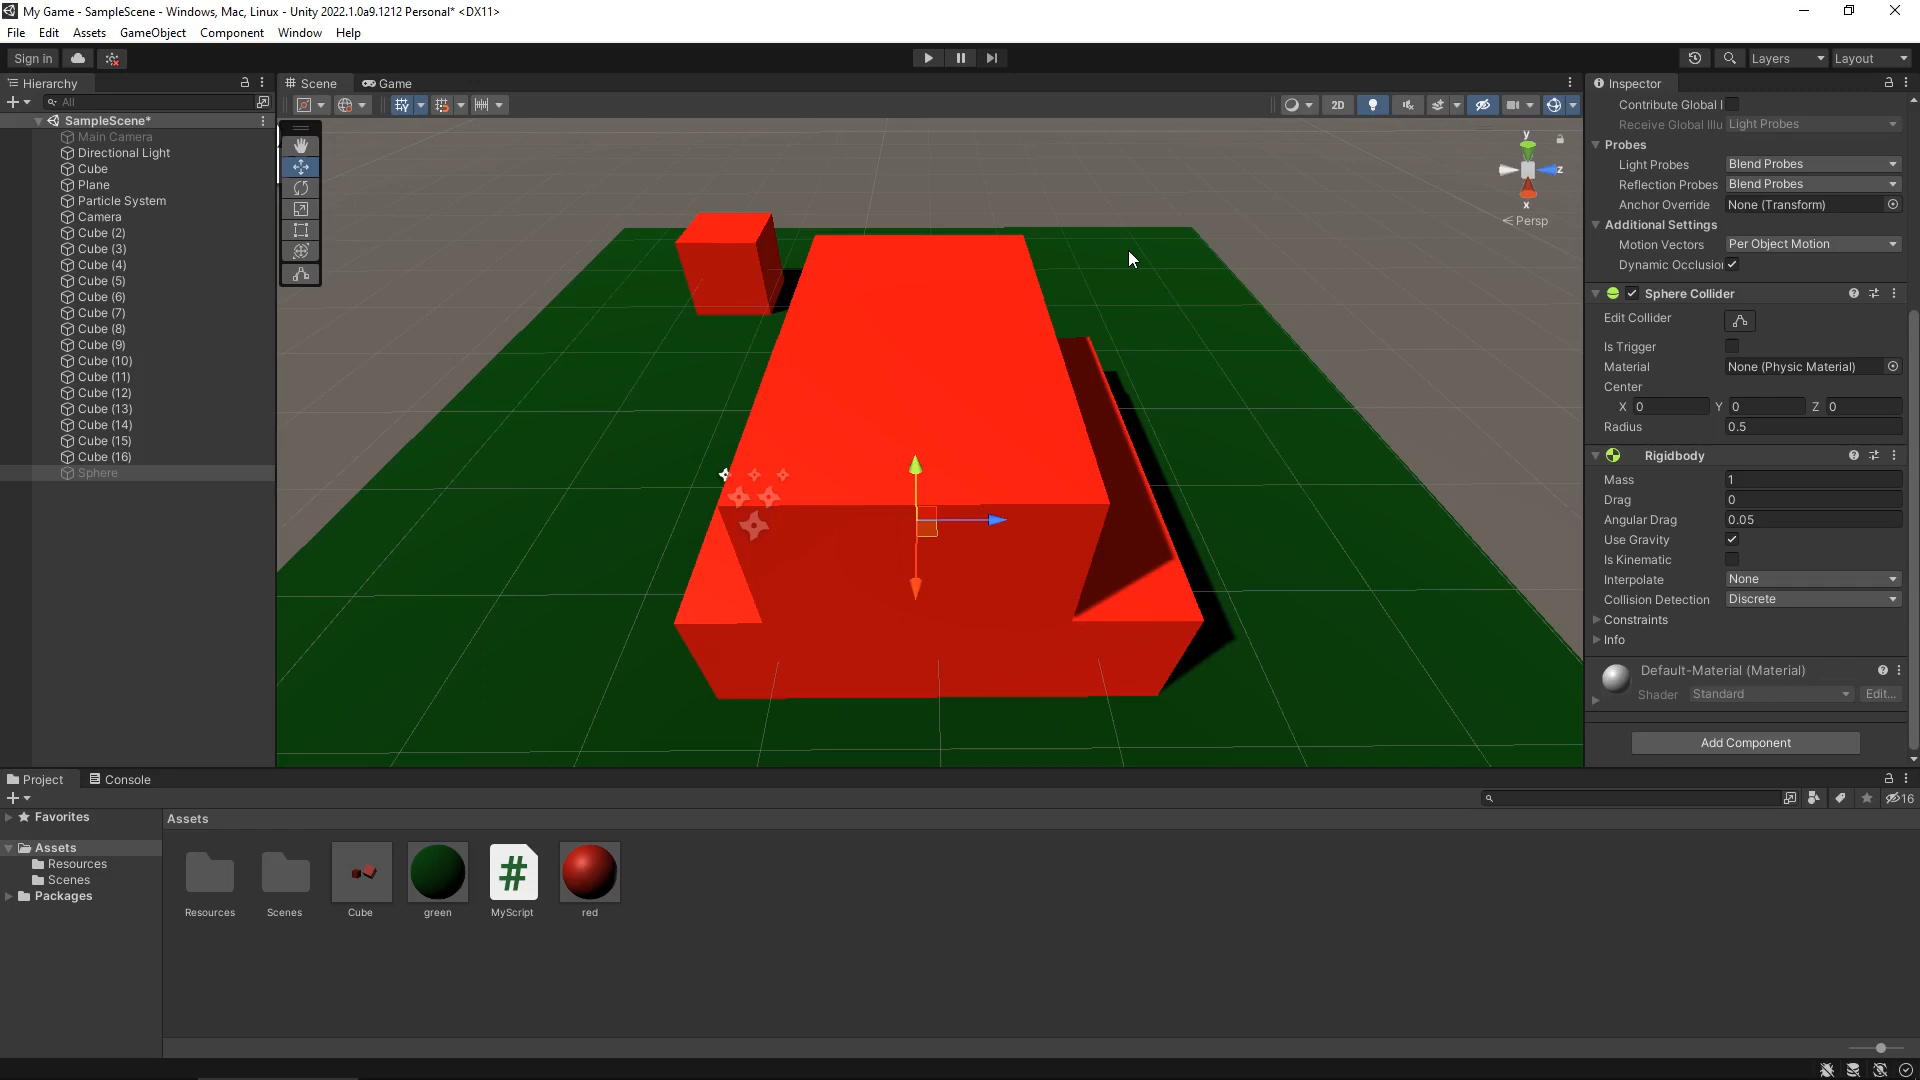 My Game - SampleScene - Windows, Mac, Linux - Unity 2022.1.0a9.1212 Personal* <DX11>
File Edit Assets GameObject Component Window Help
Sign in
Layers
Layout
Hierarchy
All
SampleScene*
Main Camera
Directional Light
Cube
Plane
Particle System
Camera
Cube (2)
Cube (3)
Cube (4)
Cube (5)
Cube (6)
Cube (7)
Cube (8)
Cube (9)
Cube (10)
Cube (11)
Cube (12)
Cube (13)
Cube (14)
Cube (15)
Cube (16)
Sphere
Scene Game
2D
y
z
x
Persp
Inspector
Contribute Global I
Receive Global Illu Light Probes
Probes
Light Probes Blend Probes
Reflection Probes Blend Probes
Anchor Override None (Transform)
Additional Settings
Motion Vectors Per Object Motion
Dynamic Occlusion
Sphere Collider
Edit Collider
Is Trigger
Material None (Physic Material)
Center
X 0 Y 0 Z 0
Radius 0.5
Rigidbody
Mass 1
Drag 0
Angular Drag 0.05
Use Gravity
Is Kinematic
Interpolate None
Collision Detection Discrete
Constraints
Info
Default-Material (Material)
Shader Standard Edit...
Add Component
Project Console
16
Favorites
Assets
Resources
Scenes
Packages
Assets
Resources Scenes Cube green MyScript red